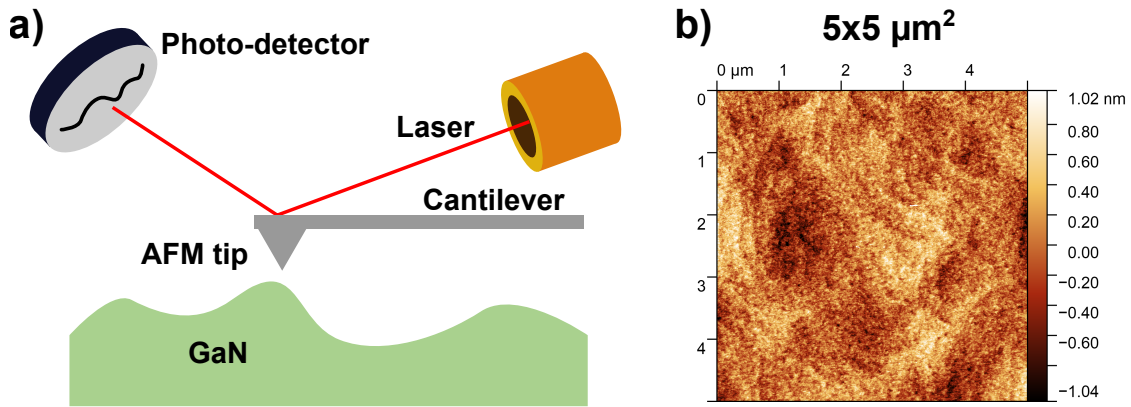 a)
Photo-detector
Laser
Cantilever
AFM tip
GaN
b)
5x5 µm²
0 µm 1 2 3 4
0
1
2
3
4
1.02 nm
0.80
0.60
0.40
0.20
0.00
−0.20
−0.40
−0.60
−1.04